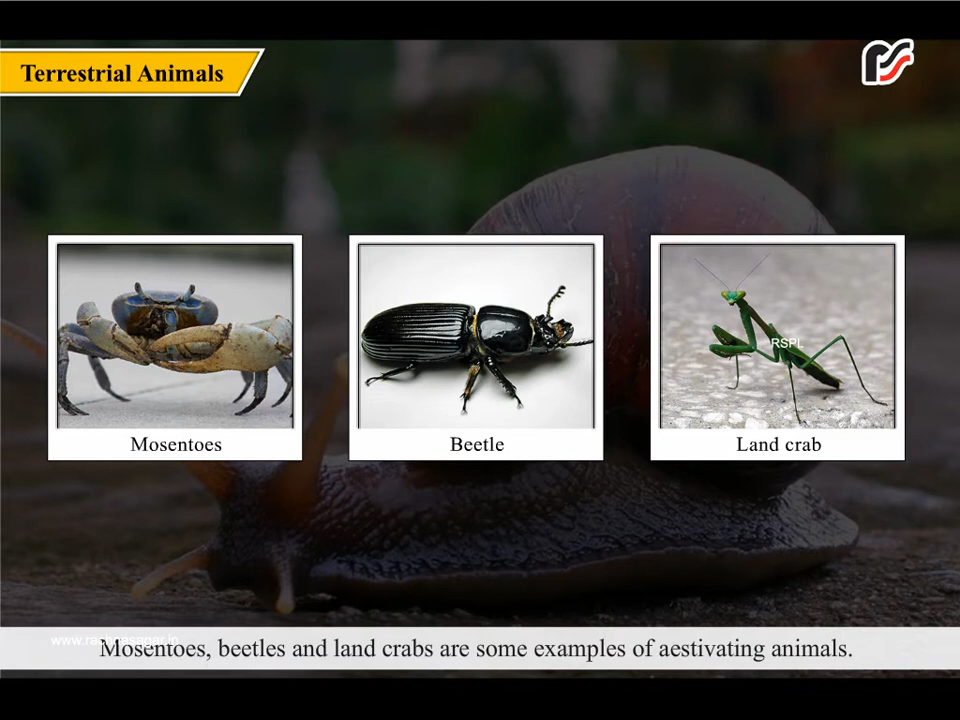 Terrestrial Animals
RSPL
Mosentoes
Beetle
Land crab
Mosentoes, beetles and land crabs are some examples of aestivating animals.